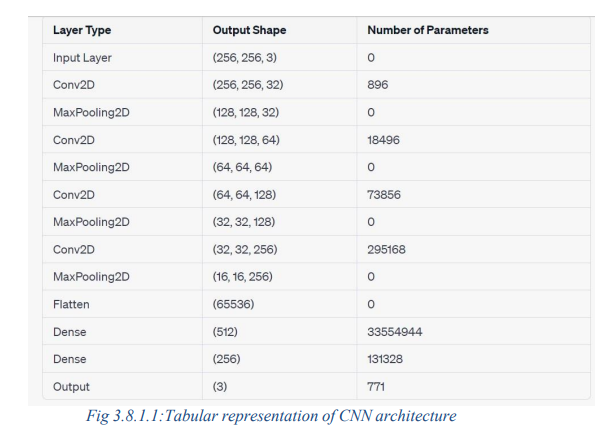 Layer Type Output Shape Number of Parameters
Input Layer (256, 256, 3) 0
Conv2D (256, 256, 32) 896
MaxPooling2D (128, 128, 32) 0
Conv2D (128, 128, 64) 18496
MaxPooling2D (64, 64, 64) 0
Conv2D (64, 64, 128) 73856
MaxPooling2D (32, 32, 128) 0
Conv2D (32, 32, 256) 295168
MaxPooling2D (16, 16, 256) 0
Flatten (65536) 0
Dense (512) 33554944
Dense (256) 131328
Output (3) 771
Fig 3.8.1.1:Tabular representation of CNN architecture